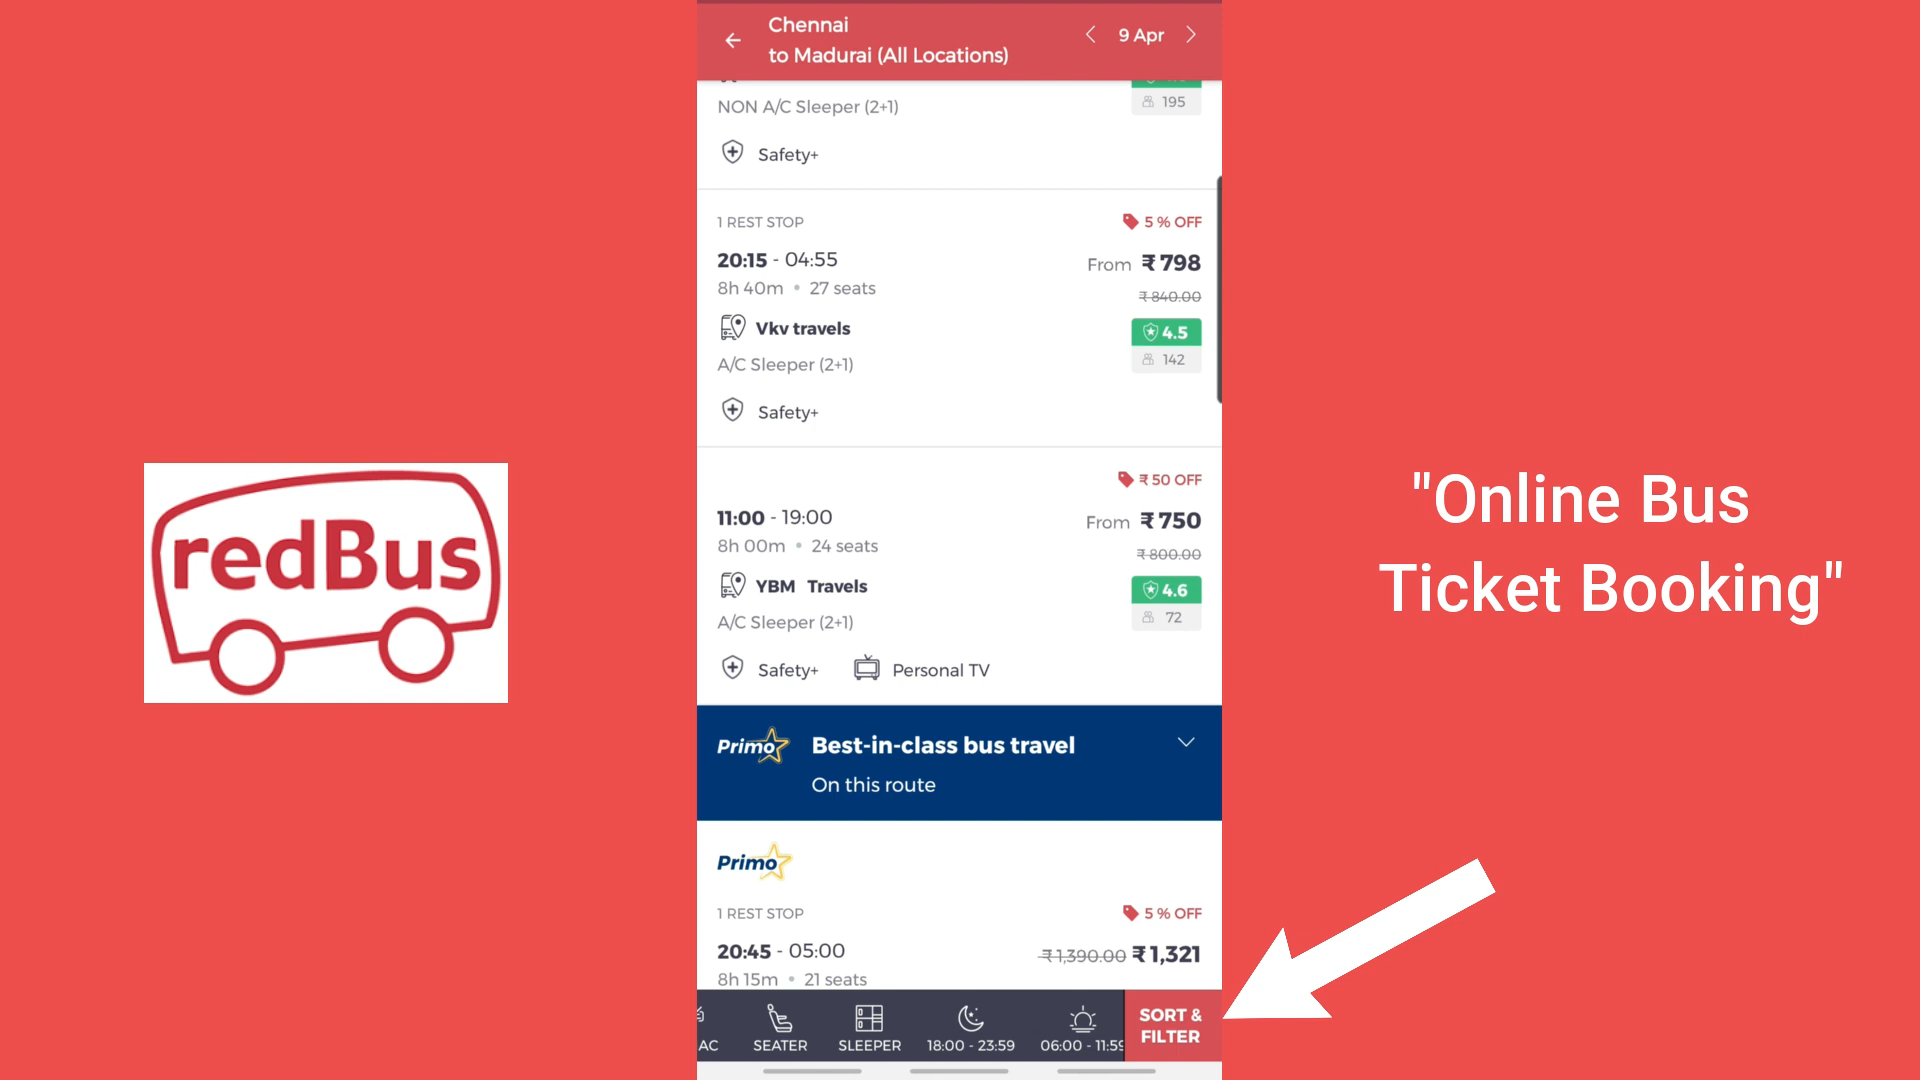 Chennai
to Madurai (All Locations)
9 Apr
NON A/C Sleeper (2+1)
195
Safety+
1 REST STOP
5 % OFF
20:15 - 04:55
From ₹ 798
8h 40m • 27 seats
₹ 840.00
Vkv travels
4.5
A/C Sleeper (2+1)
142
Safety+
₹ 50 OFF
11:00 - 19:00
From ₹ 750
8h 00m • 24 seats
₹ 800.00
YBM Travels
4.6
A/C Sleeper (2+1)
72
Safety+
Personal TV
Primo
Best-in-class bus travel
On this route
Primo
1 REST STOP
5 % OFF
20:45 - 05:00
₹ 1,390.00 ₹ 1,321
8h 15m • 21 seats
AC
SEATER
SLEEPER
18:00 - 23:59
06:00 - 11:59
SORT &
FILTER
redBus
"Online Bus
Ticket Booking"